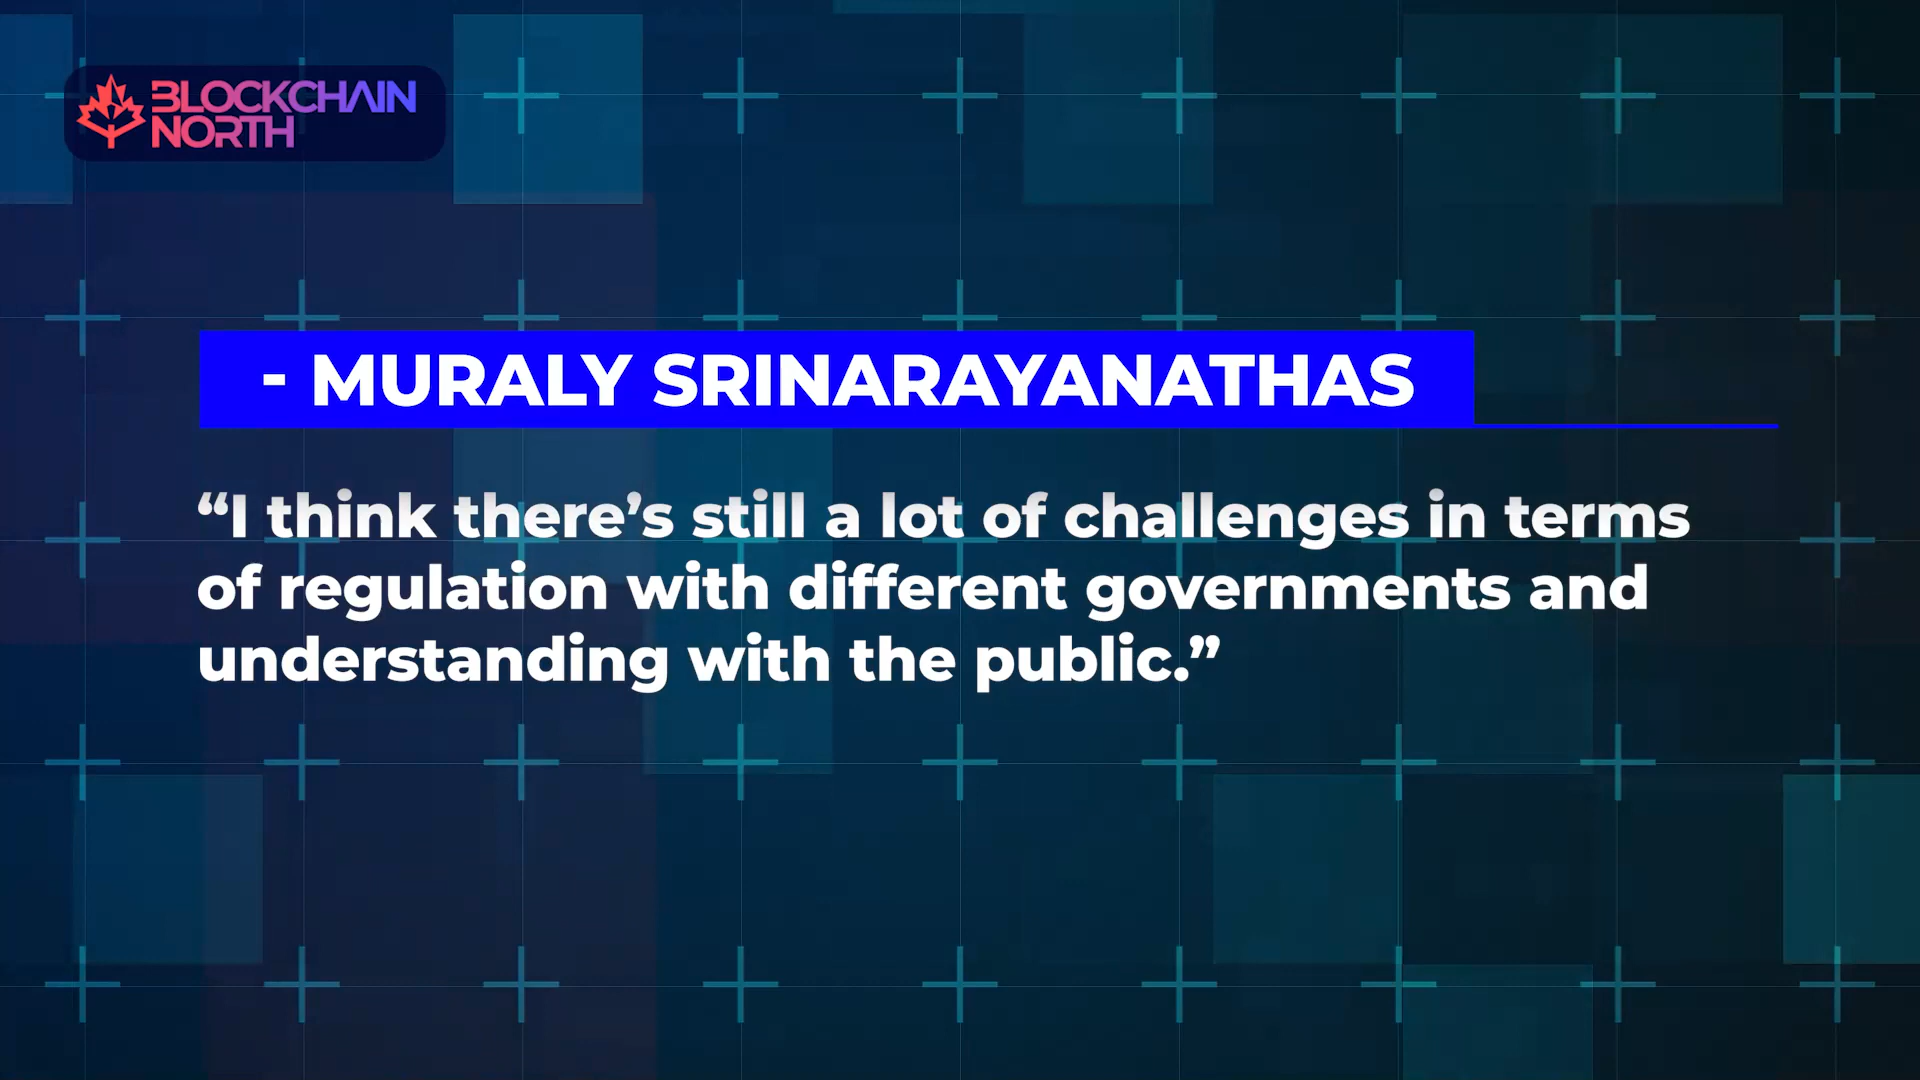 BLOCKCHAIN
NORTH
- MURALY SRINARAYANATHAS
“I think there’s still a lot of challenges in terms
of regulation with different governments and
understanding with the public.”